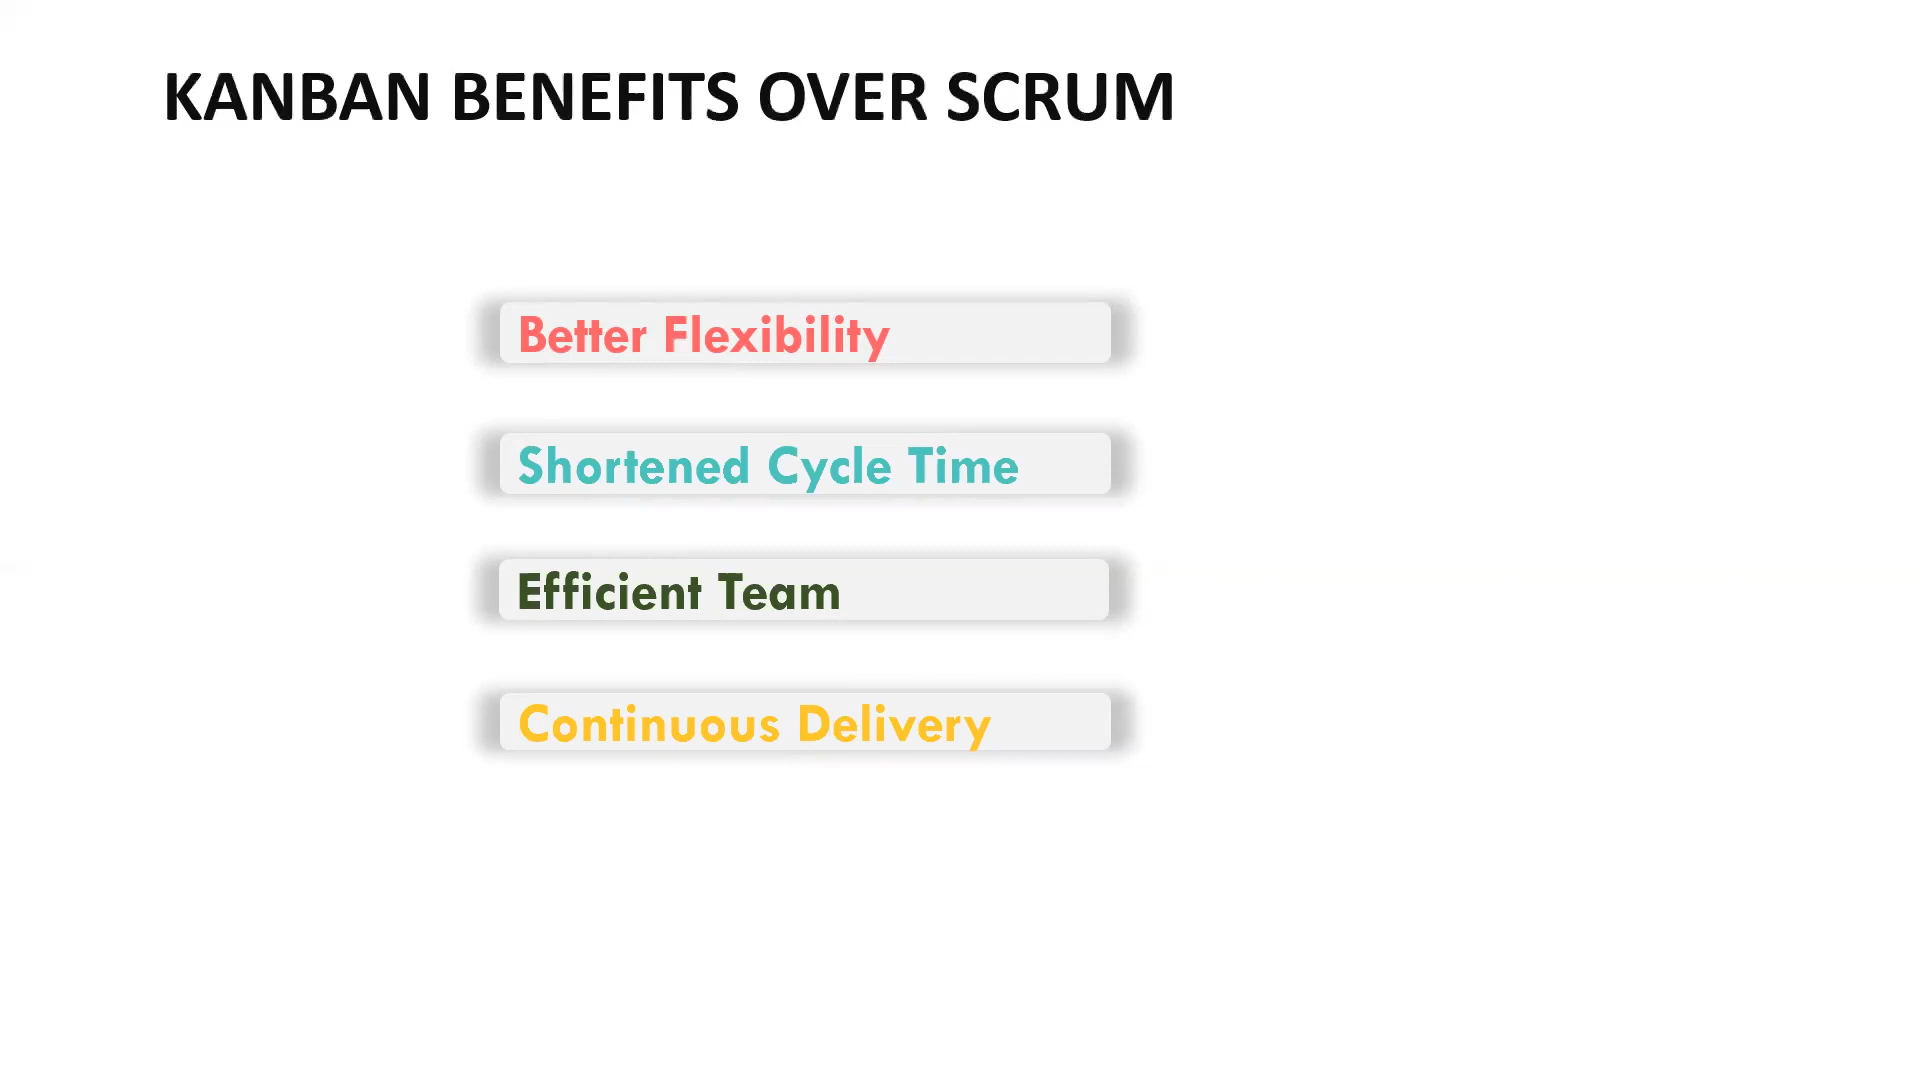 KANBAN BENEFITS OVER SCRUM
Better Flexibility
Shortened Cycle Time
Efficient Team
Continuous Delivery